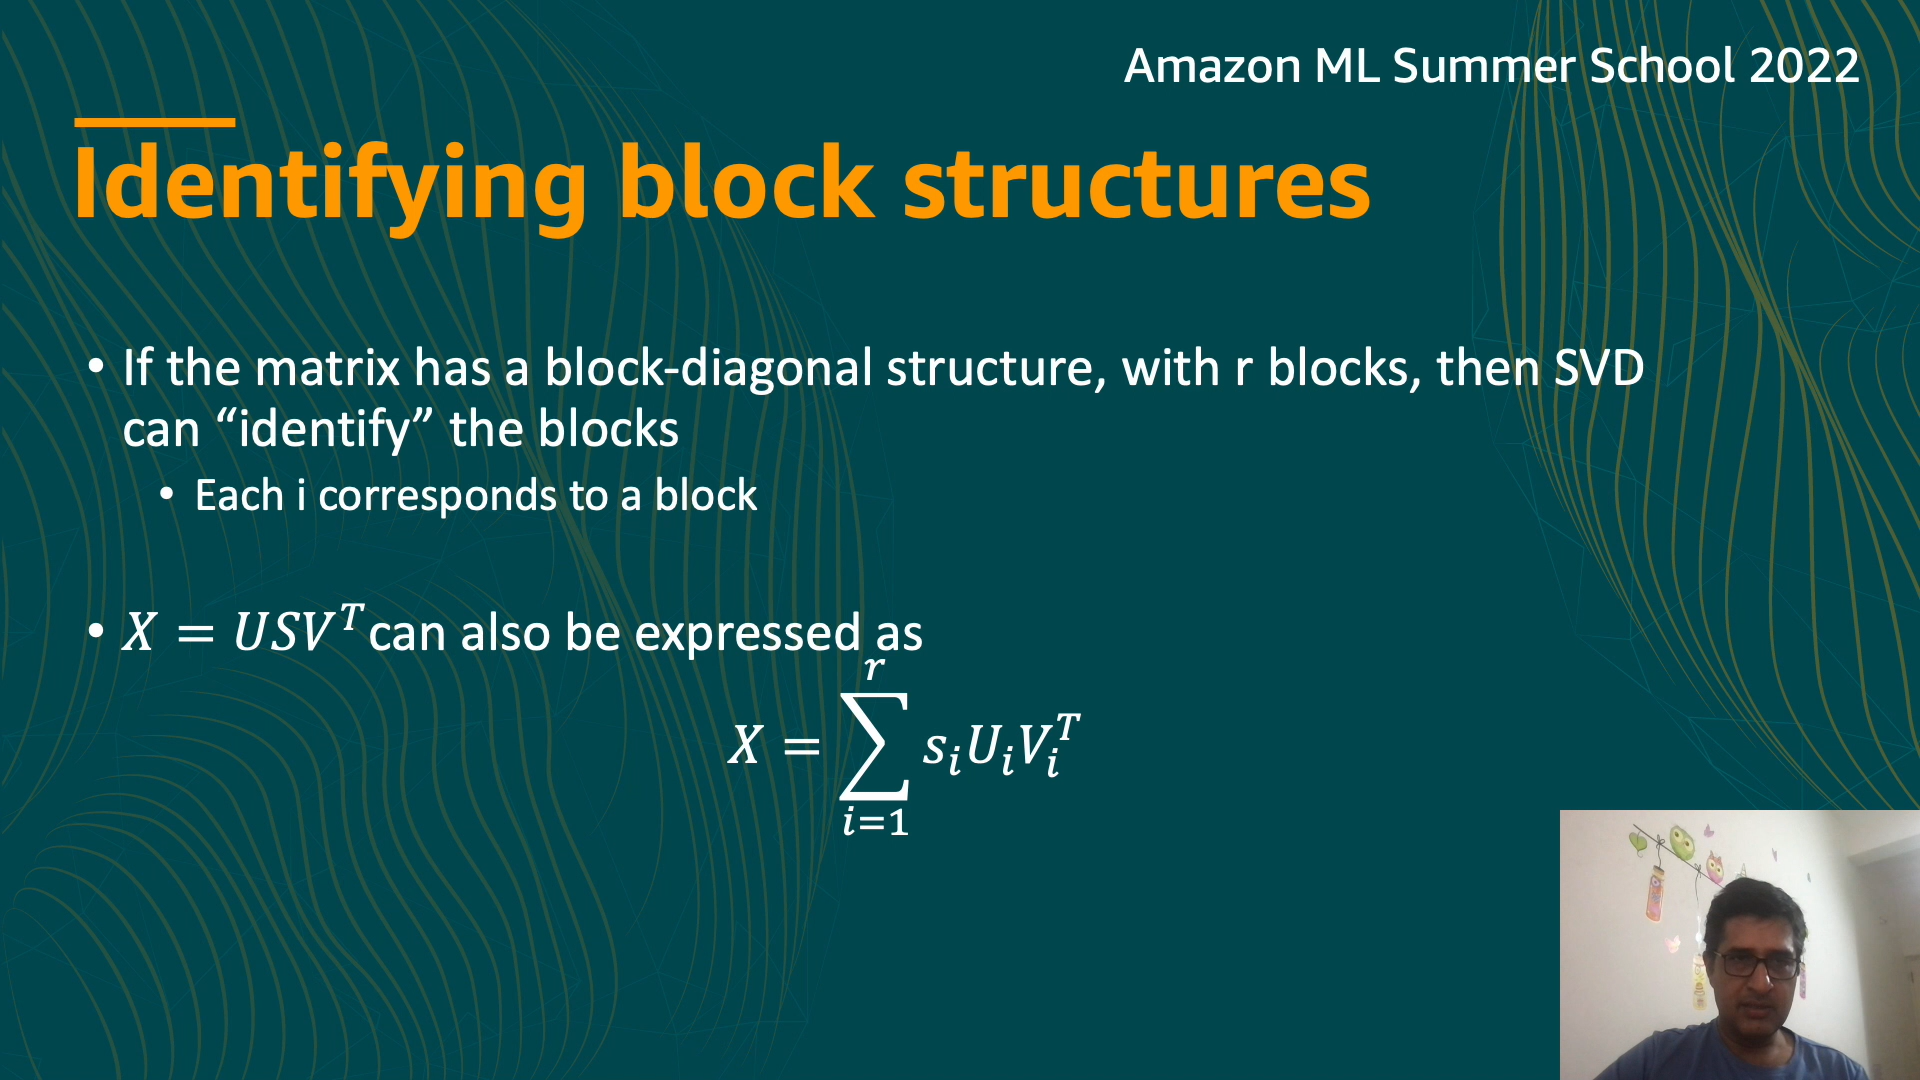 Amazon ML Summer School 2022
Identifying block structures
• If the matrix has a block-diagonal structure, with r blocks, then SVD
can “identify” the blocks
• Each i corresponds to a block
• X = USV^T can also be expressed as
X = \sum_{i=1}^{r} s_i U_i V_i^T